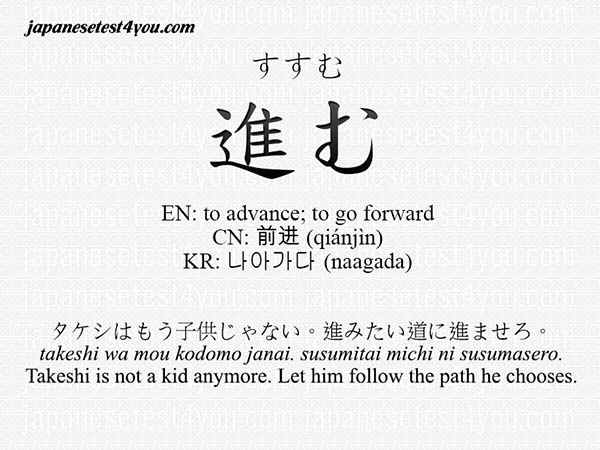 japanesetest4you.com
すすむ
進む
EN: to advance; to go forward
CN: 前进 (qiánjìn)
KR: 나아가다 (naagada)
タケシはもう子供じゃない。進みたい道に進ませろ。
takeshi wa mou kodomo janai. susumitai michi ni susumasero.
Takeshi is not a kid anymore. Let him follow the path he chooses.